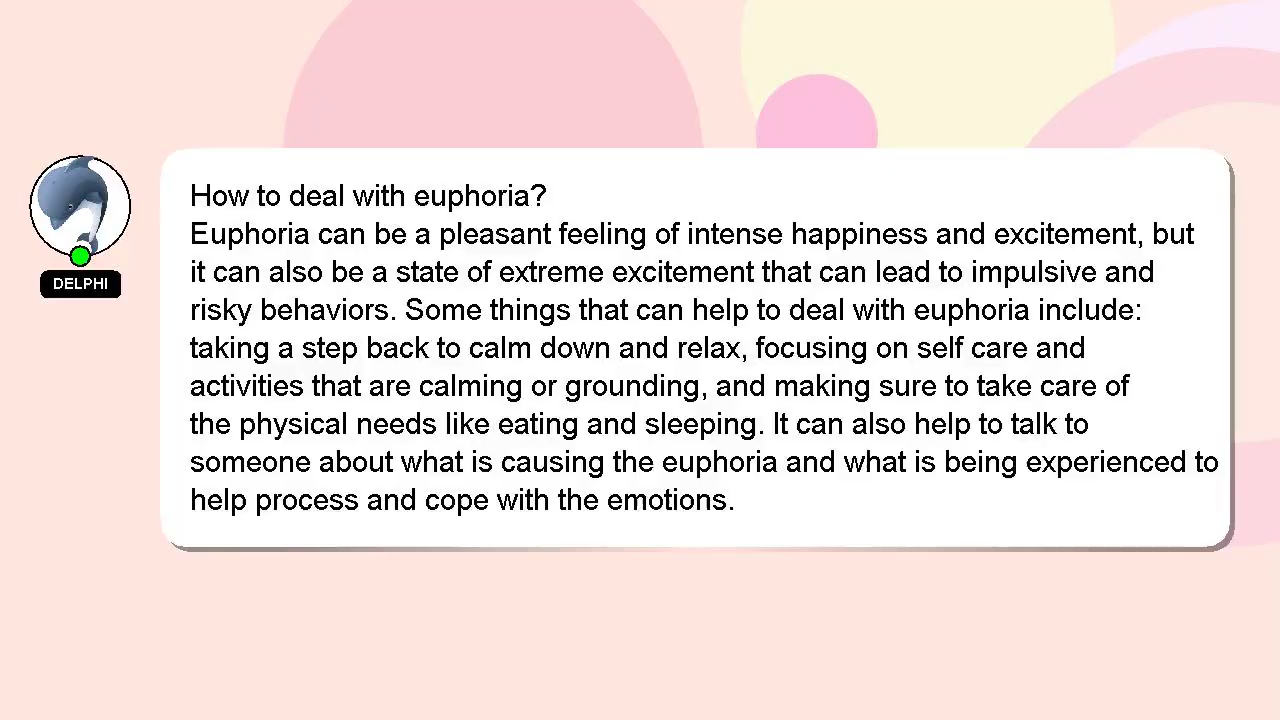 How to deal with euphoria?
Euphoria can be a pleasant feeling of intense happiness and excitement, but
it can also be a state of extreme excitement that can lead to impulsive and
risky behaviors. Some things that can help to deal with euphoria include:
taking a step back to calm down and relax, focusing on self care and
activities that are calming or grounding, and making sure to take care of
the physical needs like eating and sleeping. It can also help to talk to
someone about what is causing the euphoria and what is being experienced to
help process and cope with the emotions.
DELPHI